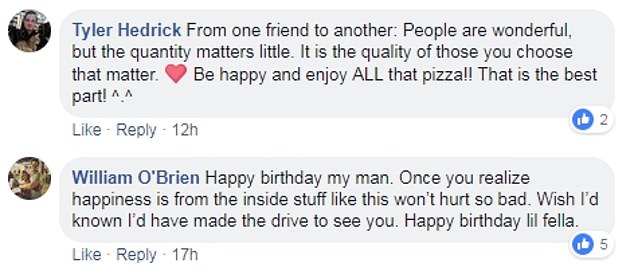 Tyler Hedrick From one friend to another: People are wonderful,
but the quantity matters little. It is the quality of those you choose
that matter. ❤ Be happy and enjoy ALL that pizza!! That is the best
part! ^.^
2
Like · Reply · 12h
William O'Brien Happy birthday my man. Once you realize
happiness is from the inside stuff like this won't hurt so bad. Wish I'd
known I'd have made the drive to see you. Happy birthday lil fella.
5
Like · Reply · 17h